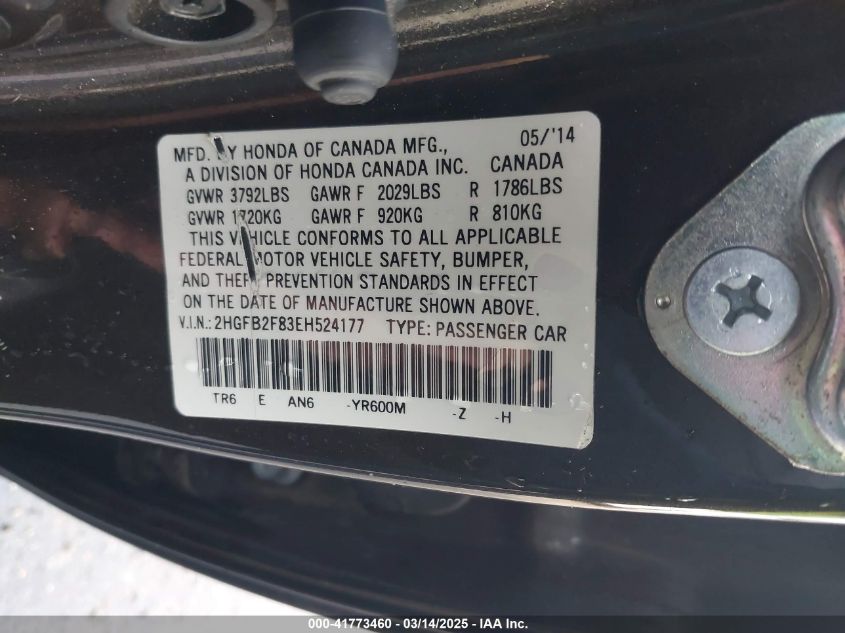 MFD. BY HONDA OF CANADA MFG., 05/'14
A DIVISION OF HONDA CANADA INC. CANADA
GVWR 3792LBS GAWR F 2029LBS R 1786LBS
GVWR 1720KG GAWR F 920KG R 810KG
THIS VEHICLE CONFORMS TO ALL APPLICABLE
FEDERAL MOTOR VEHICLE SAFETY, BUMPER,
AND THEFT PREVENTION STANDARDS IN EFFECT
ON THE DATE OF MANUFACTURE SHOWN ABOVE.
V.I.N.: 2HGFB2F83EH524177 TYPE: PASSENGER CAR
TR6 E AN6 -YR600M -Z -H
000-41773460 - 03/14/2025 - IAA Inc.